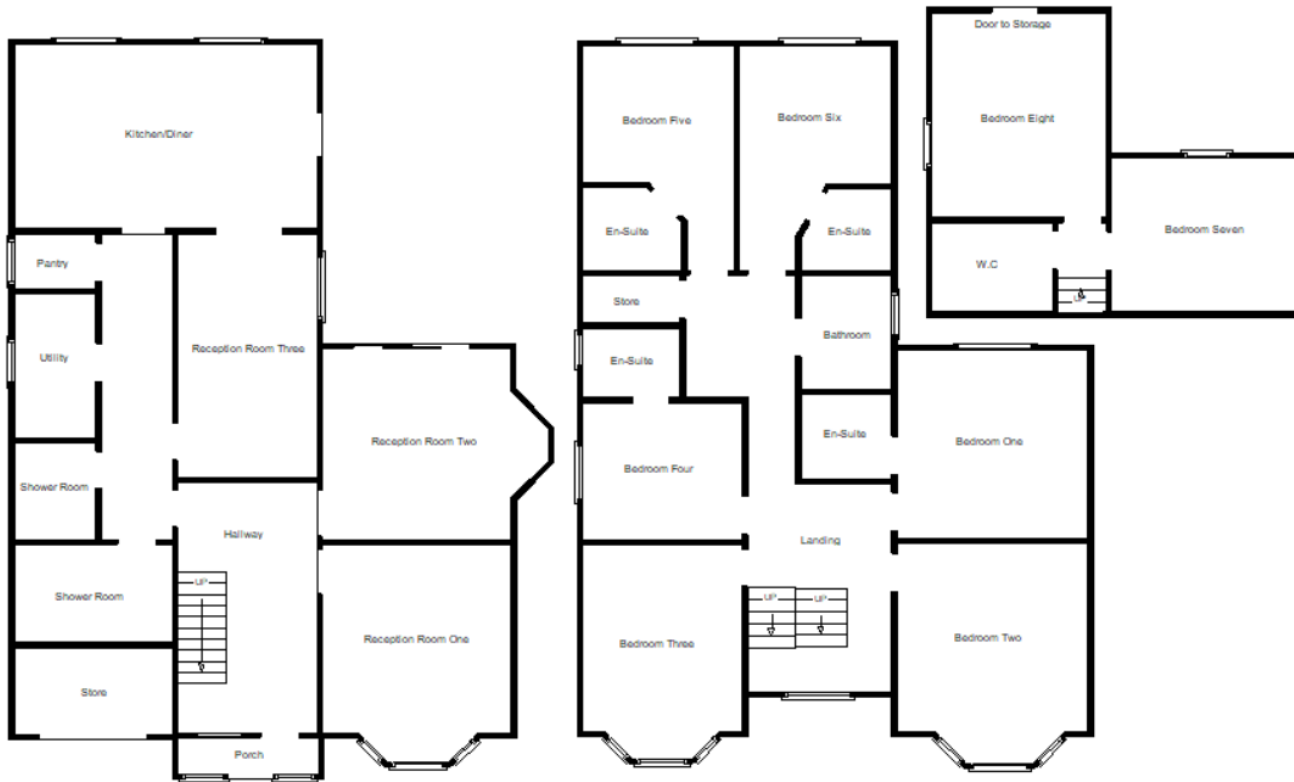 Kitchen/Diner
Pantry
Utility
Reception Room Three
Shower Room
Hallway
Reception Room Two
UP
Shower Room
Reception Room One
Store
Porch
Bedroom Five
Bedroom Six
En-Suite
En-Suite
Store
Bathroom
En-Suite
En-Suite
Bedroom One
Bedroom Four
Landing
UP
UP
Bedroom Three
Bedroom Two
Door to Storage
Bedroom Eight
Bedroom Seven
W.C
UP